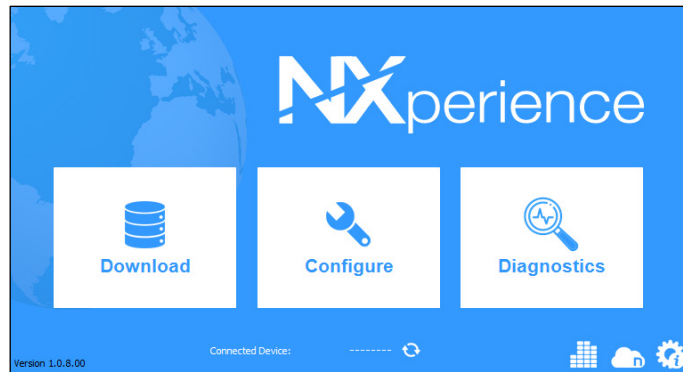 NXperience
Download
Configure
Diagnostics
Connected Device: -------- 
Version 1.0.8.00
n
i